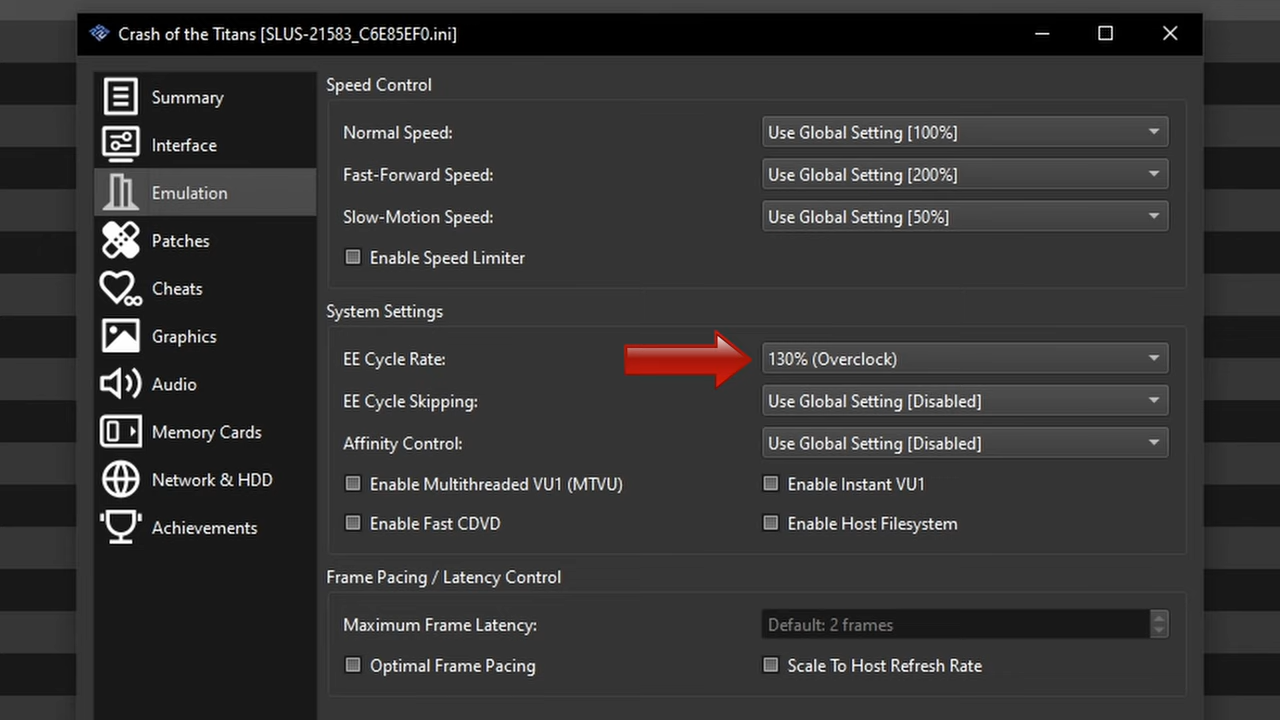 Crash of the Titans [SLUS-21583_C6E85EF0.ini]
Summary
Interface
Emulation
Patches
Cheats
Graphics
Audio
Memory Cards
Network & HDD
Achievements
Speed Control
Normal Speed: Use Global Setting [100%]
Fast-Forward Speed: Use Global Setting [200%]
Slow-Motion Speed: Use Global Setting [50%]
Enable Speed Limiter
System Settings
EE Cycle Rate: 130% (Overclock)
EE Cycle Skipping: Use Global Setting [Disabled]
Affinity Control: Use Global Setting [Disabled]
Enable Multithreaded VU1 (MTVU) Enable Instant VU1
Enable Fast CDVD Enable Host Filesystem
Frame Pacing / Latency Control
Maximum Frame Latency: Default: 2 frames
Optimal Frame Pacing Scale To Host Refresh Rate